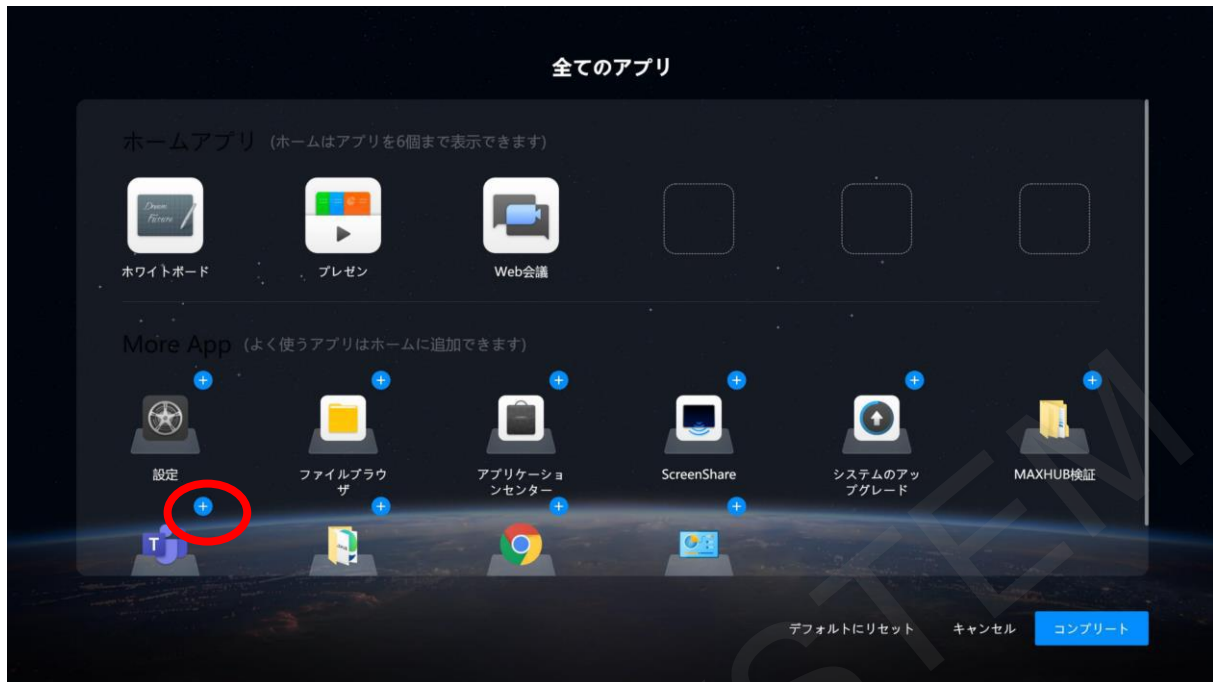 全てのアプリ
ホームアプリ (ホームはアプリを6個まで表示できます)
Dream
Future
ホワイトボード
プレゼン
Web会議
More App (よく使うアプリはホームに追加できます)
設定
ファイルブラウ
ザ
アプリケーショ
ンセンター
ScreenShare
システムのアッ
プグレード
MAXHUB検証
T
デフォルトにリセット
キャンセル
コンプリート
STEM